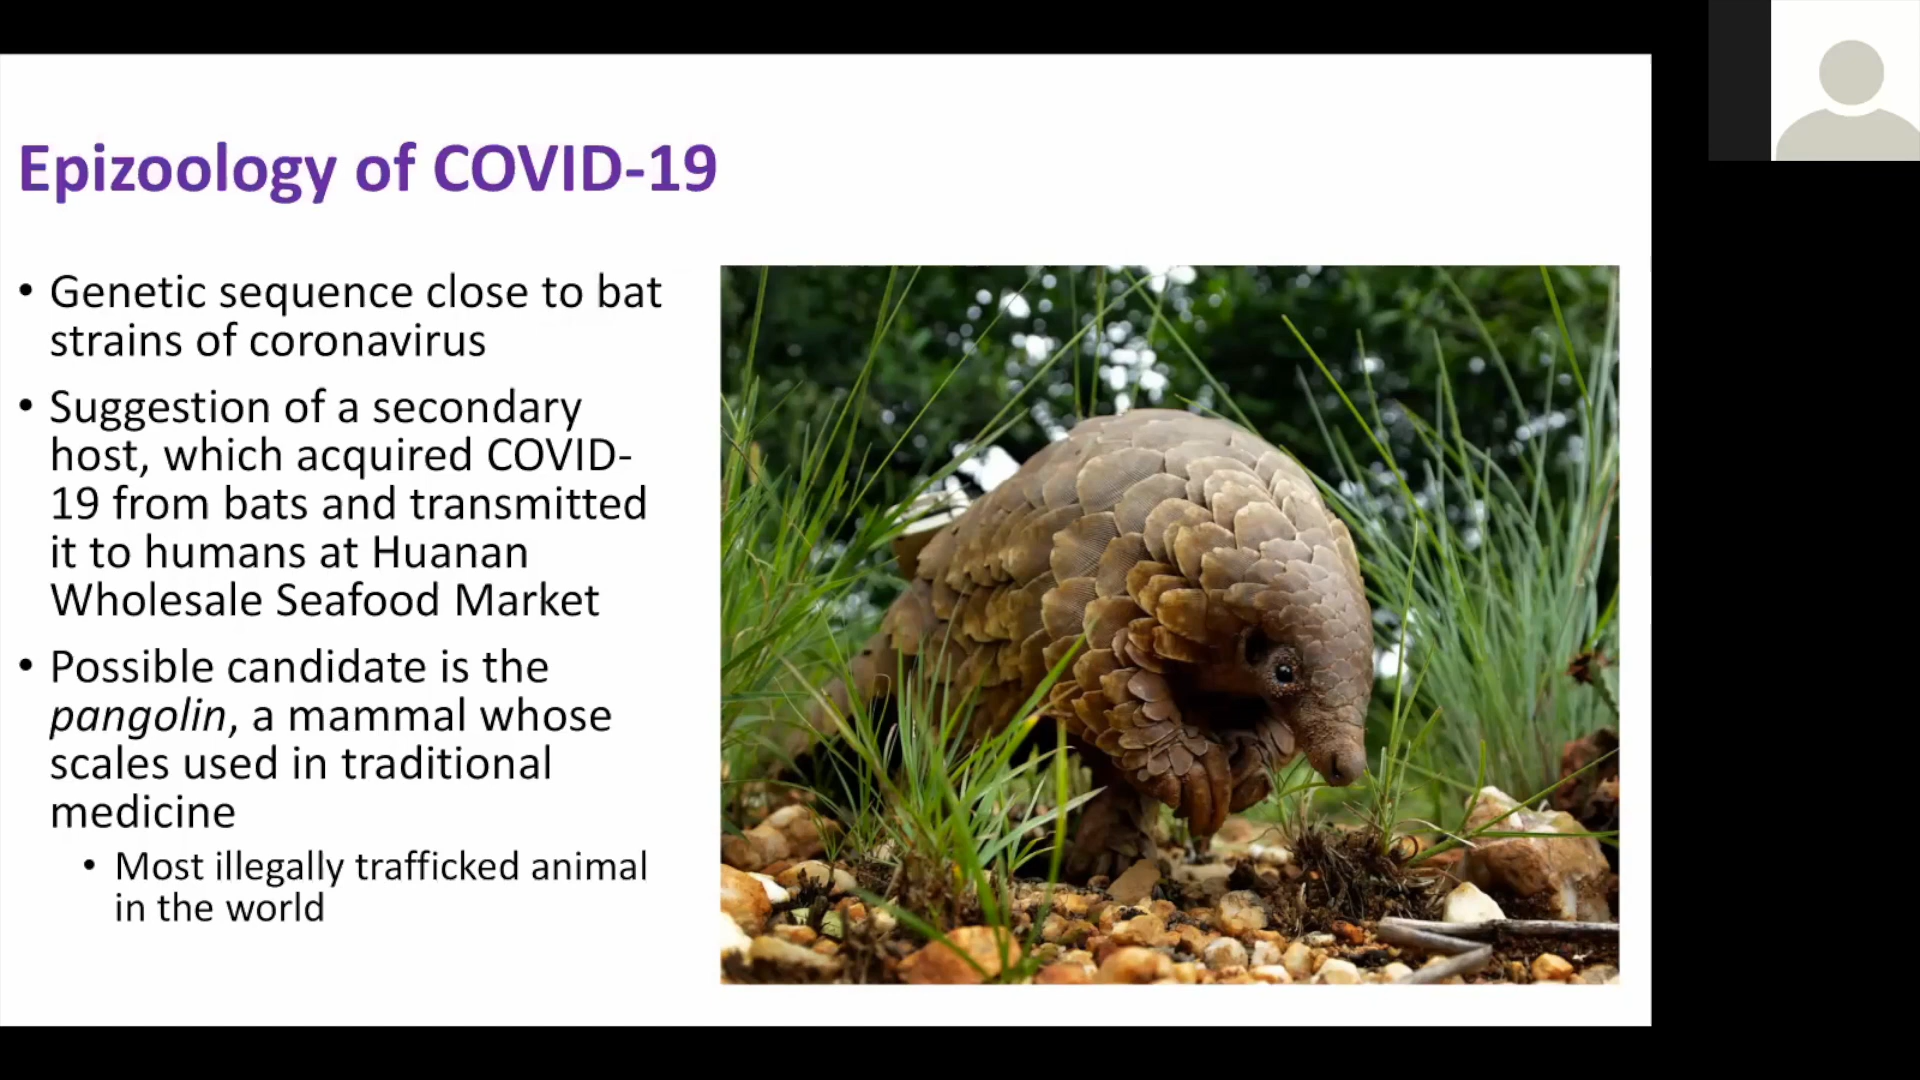 Epizoology of COVID-19
• Genetic sequence close to bat
strains of coronavirus
• Suggestion of a secondary
host, which acquired COVID-
19 from bats and transmitted
it to humans at Huanan
Wholesale Seafood Market
• Possible candidate is the
pangolin, a mammal whose
scales used in traditional
medicine
• Most illegally trafficked animal
in the world